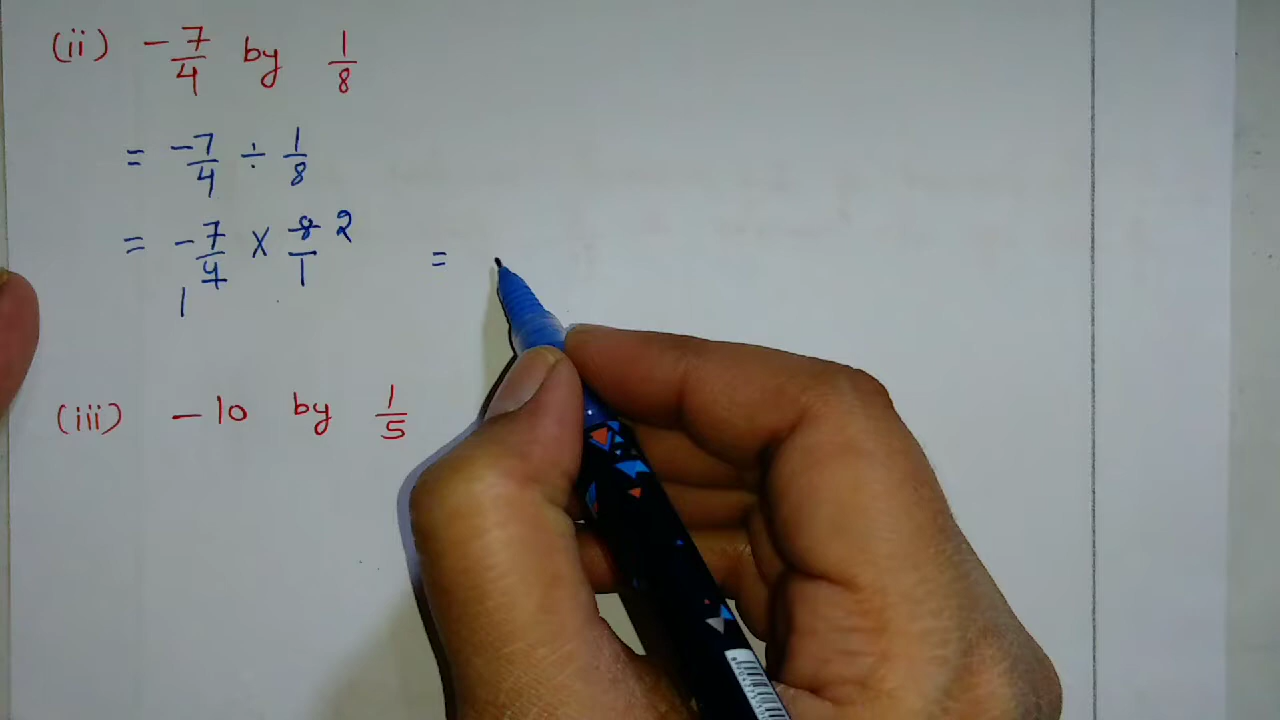 (ii) -7/4 by 1/8
= -7/4 ÷ 1/8
= -7/4 × 8/1 2 =
1
(iii) -10 by 1/5